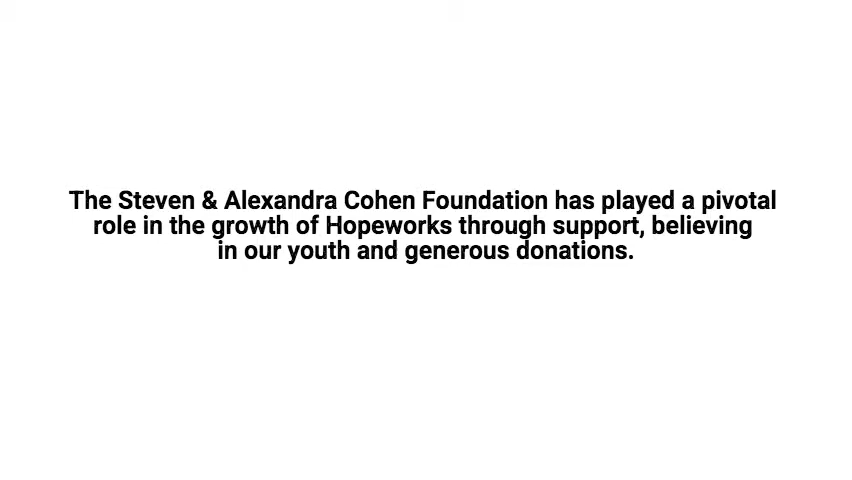 The Steven & Alexandra Cohen Foundation has played a pivotal
role in the growth of Hopeworks through support, believing
in our youth and generous donations.